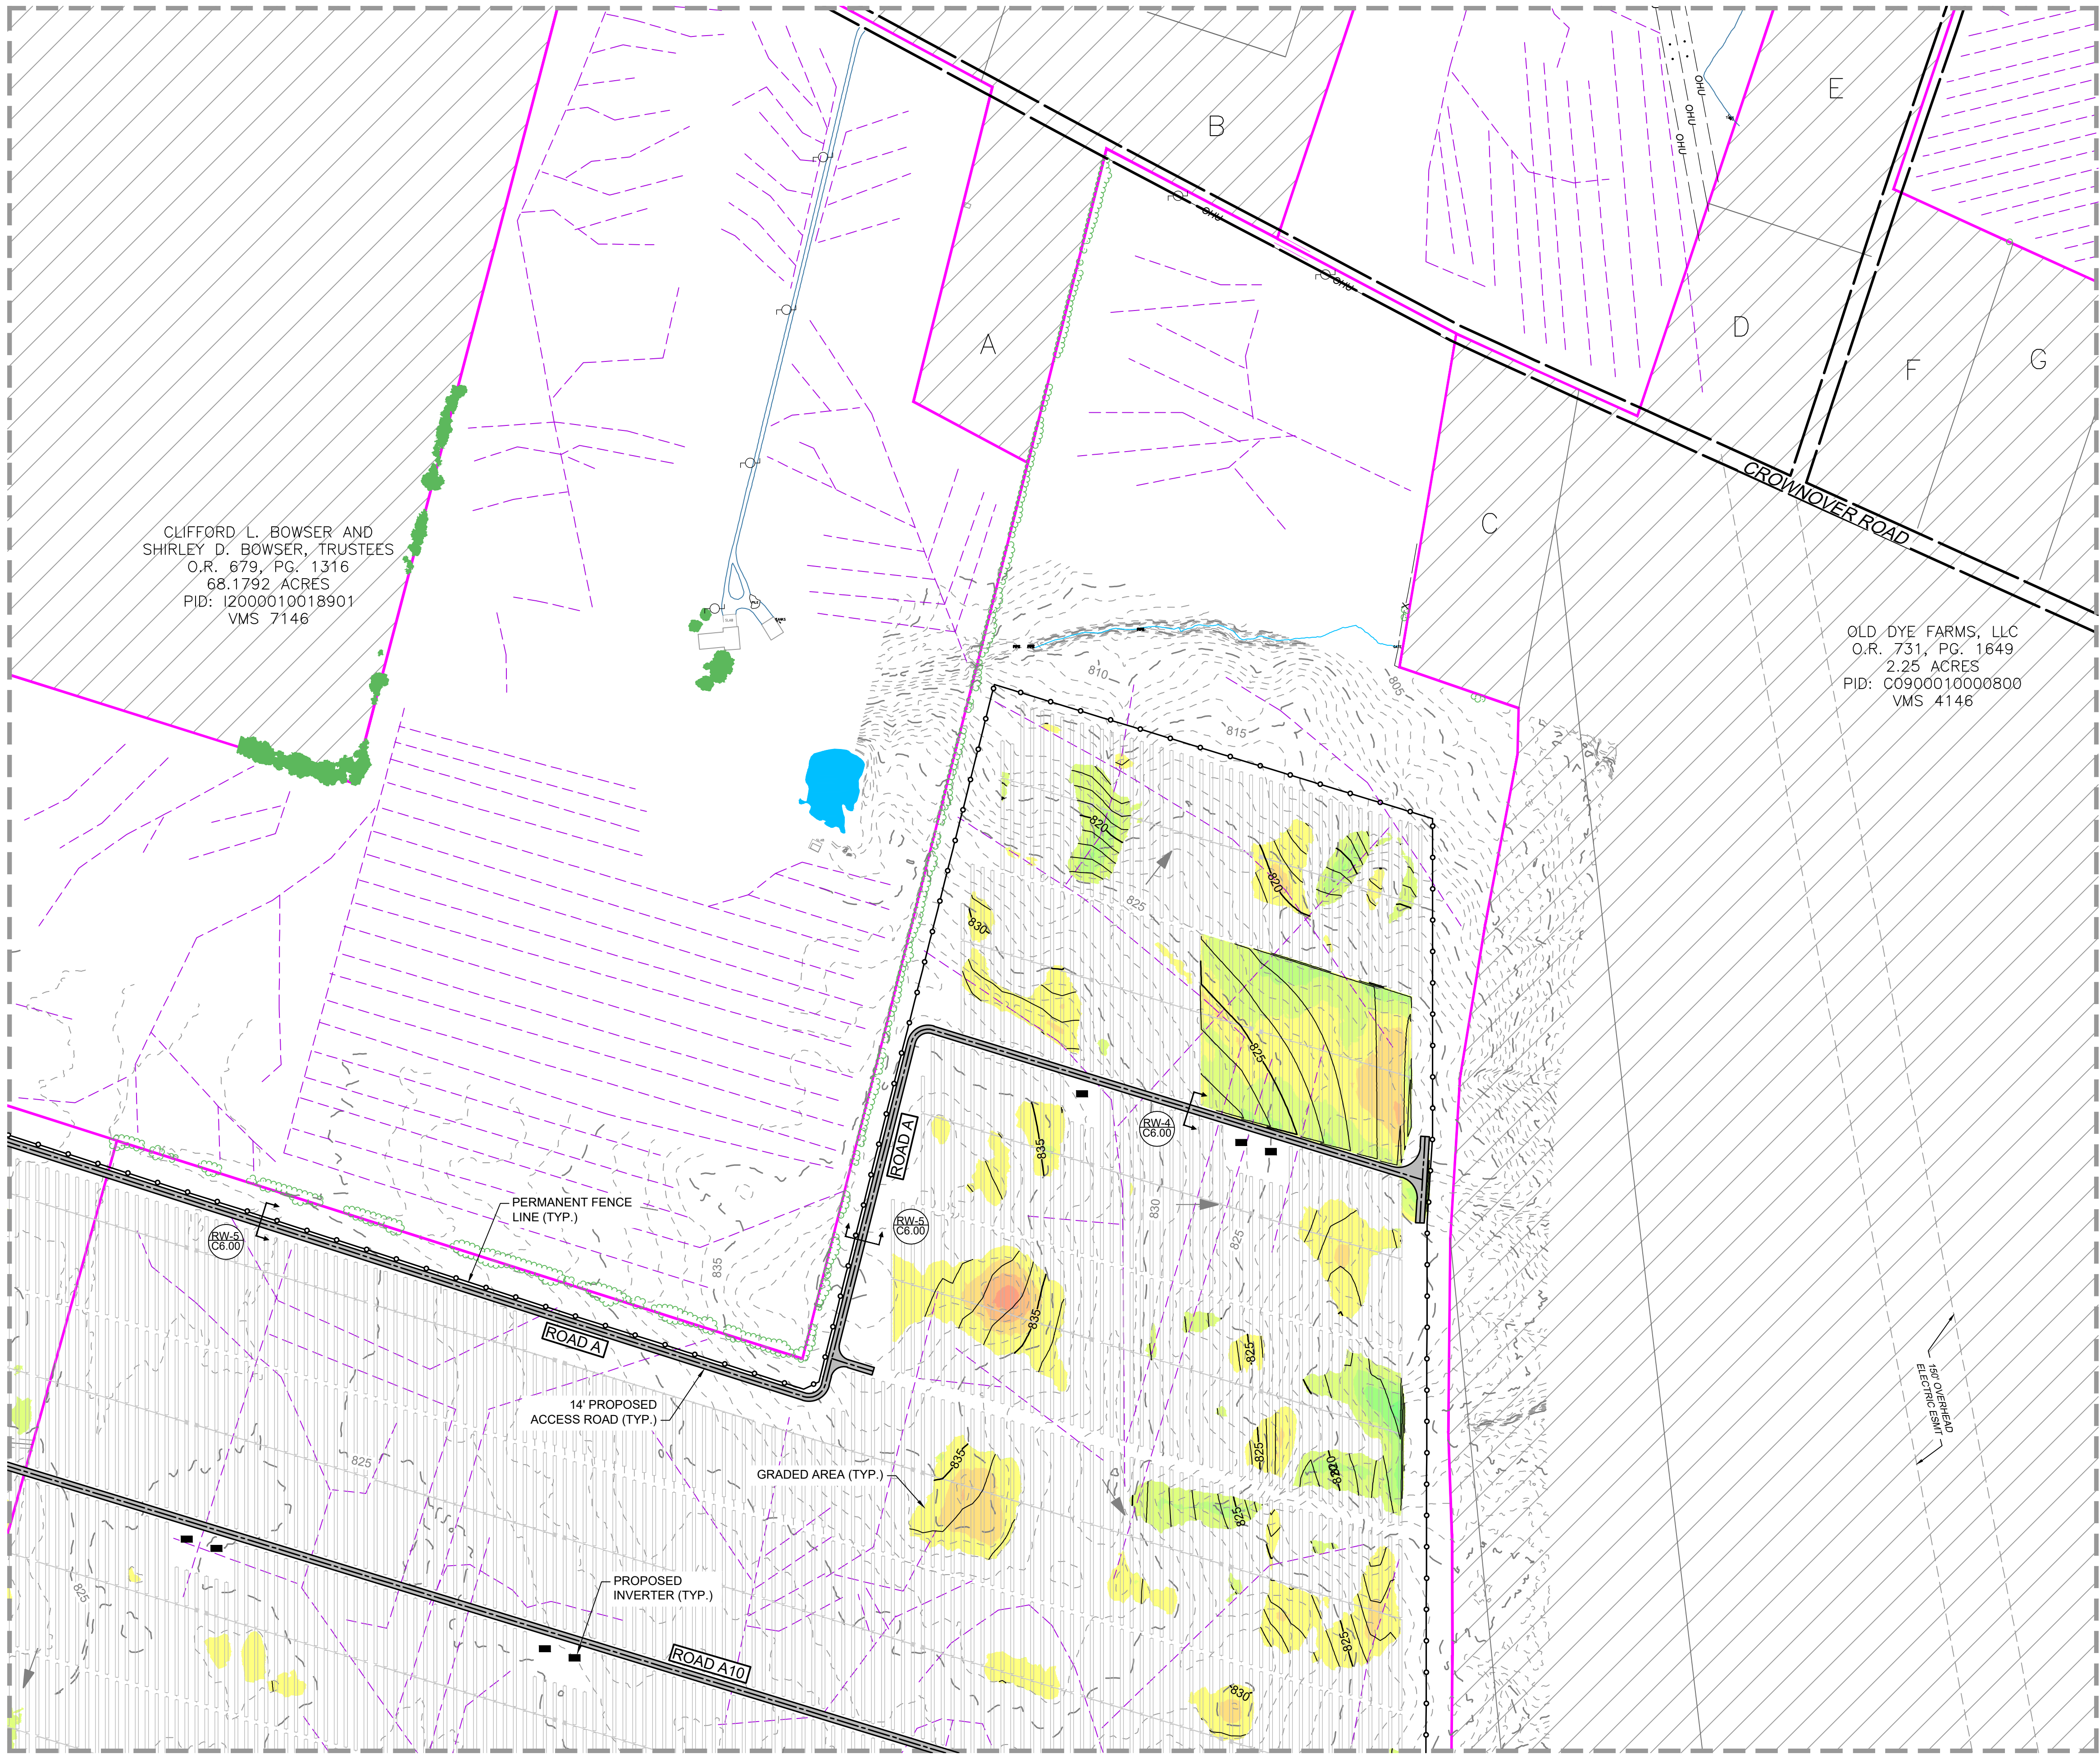 B
E
OHU
OHU
OHU
OHU
OHU
A
D
F
G
C
CROWNOVER ROAD
CLIFFORD L. BOWSER AND
SHIRLEY D. BOWSER, TRUSTEES
O.R. 679, PG. 1316
68.1792 ACRES
PID: I2000010018901
VMS 7146
OLD DYE FARMS, LLC
O.R. 731, PG. 1649
2.25 ACRES
PID: C0900010000800
VMS 4146
X
810
805
815
820
820
825
830
825
RW-4
C6.00
ROAD A
835
PERMANENT FENCE
LINE (TYP.)
RW-5
C6.00
RW-5
C6.00
830
825
835
835
ROAD A
825
14' PROPOSED
ACCESS ROAD (TYP.)
150' OVERHEAD
ELECTRIC ESMT
825
835
825
GRADED AREA (TYP.)
820
825
PROPOSED
INVERTER (TYP.)
825
825
ROAD A10
830